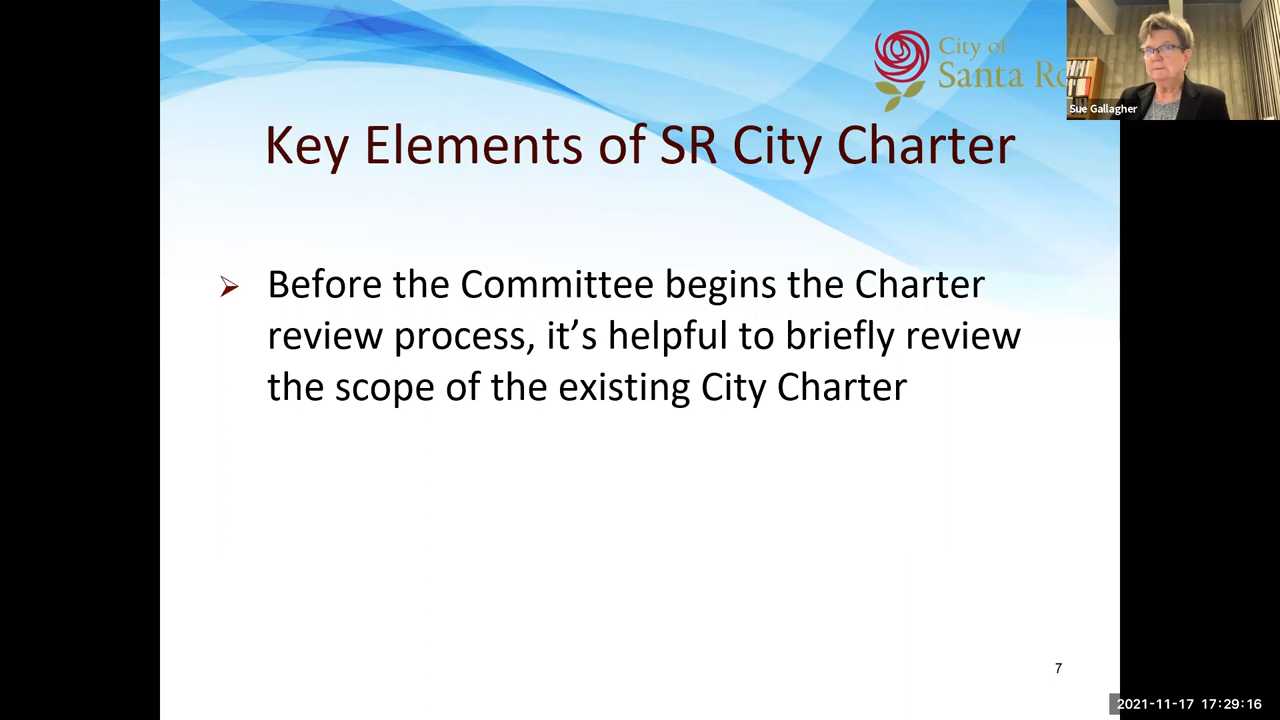 City of
Santa Ro
Sue Gallagher
Key Elements of SR City Charter
Before the Committee begins the Charter
review process, it’s helpful to briefly review
the scope of the existing City Charter
7
2021-11-17 17:29:16